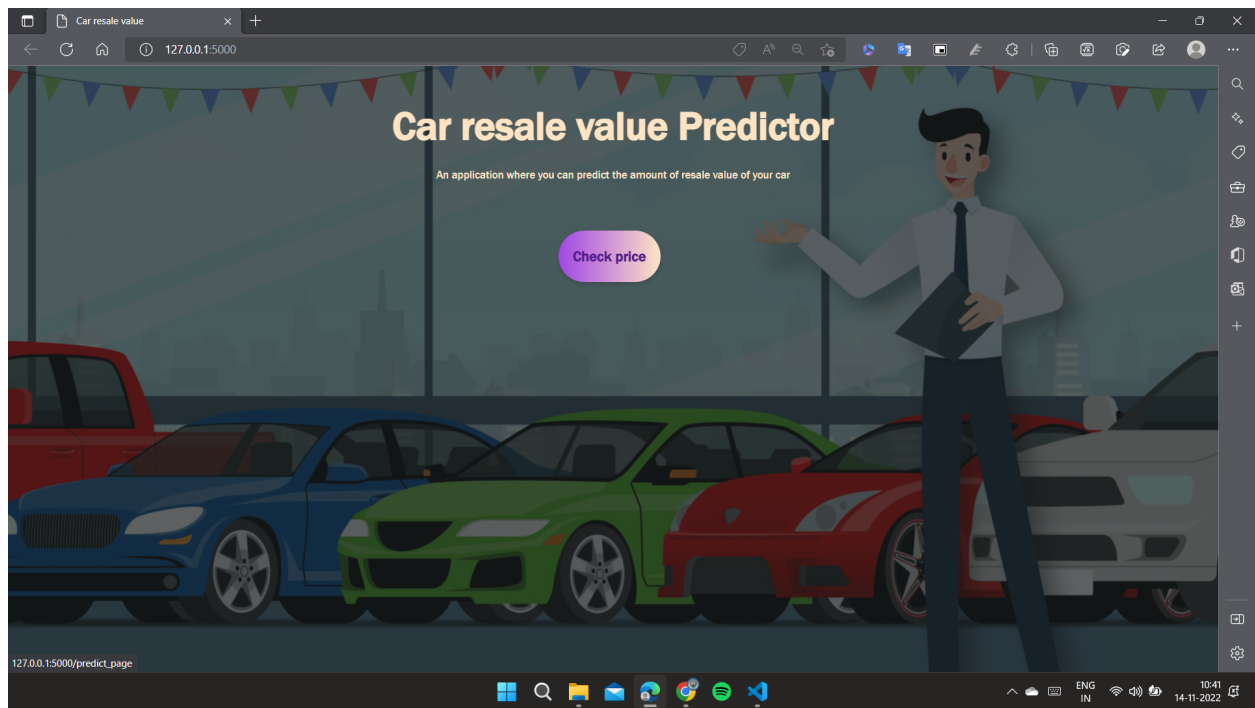 Car resale value
127.0.0.1:5000
Car resale value Predictor
An application where you can predict the amount of resale value of your car
Check price
127.0.0.1:5000/predict_page
ENG
IN
10:41
14-11-2022